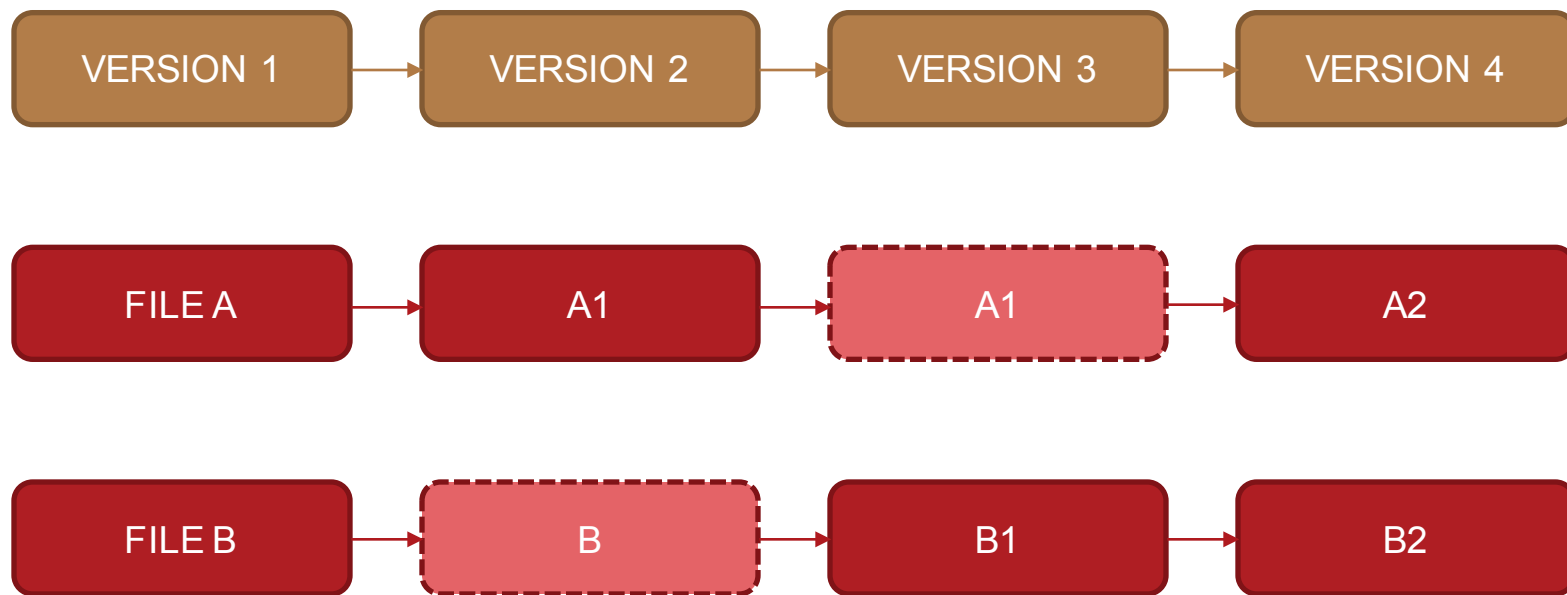 VERSION 1
VERSION 2
VERSION 3
VERSION 4
FILE A
A1
A1
A2
FILE B
B
B1
B2